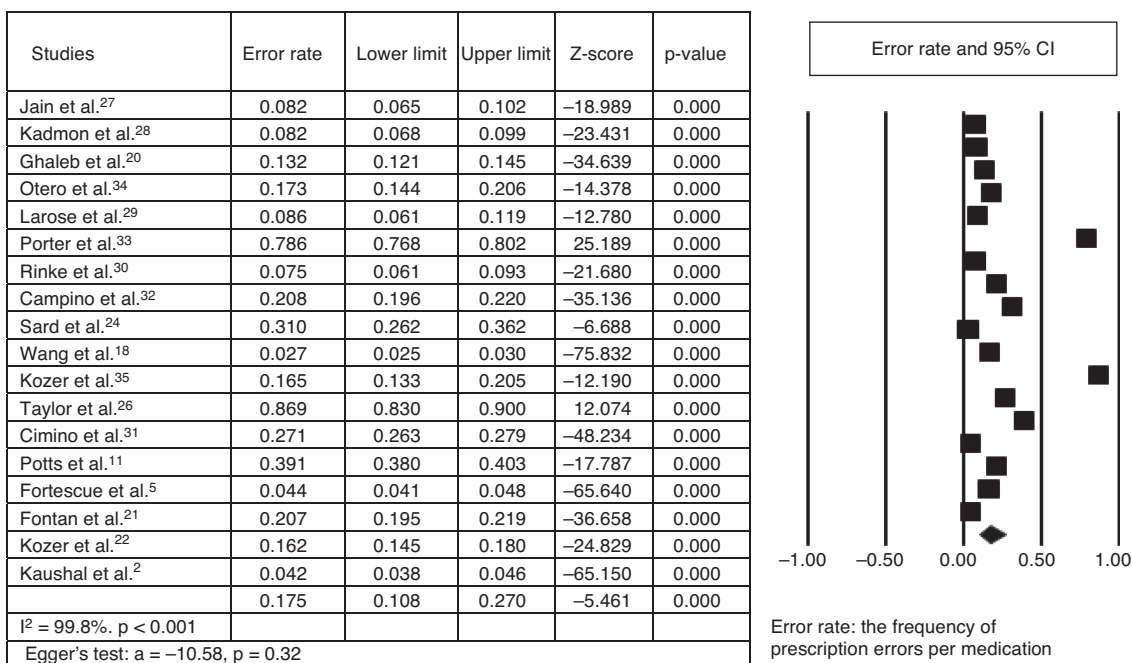 Studies Error rate Lower limit Upper limit Z-score p-value
Jain et al.27 0.082 0.065 0.102 –18.989 0.000
Kadmon et al.28 0.082 0.068 0.099 –23.431 0.000
Ghaleb et al.20 0.132 0.121 0.145 –34.639 0.000
Otero et al.34 0.173 0.144 0.206 –14.378 0.000
Larose et al.29 0.086 0.061 0.119 –12.780 0.000
Porter et al.33 0.786 0.768 0.802 25.189 0.000
Rinke et al.30 0.075 0.061 0.093 –21.680 0.000
Campino et al.32 0.208 0.196 0.220 –35.136 0.000
Sard et al.24 0.310 0.262 0.362 –6.688 0.000
Wang et al.18 0.027 0.025 0.030 –75.832 0.000
Kozer et al.35 0.165 0.133 0.205 –12.190 0.000
Taylor et al.26 0.869 0.830 0.900 12.074 0.000
Cimino et al.31 0.271 0.263 0.279 –48.234 0.000
Potts et al.11 0.391 0.380 0.403 –17.787 0.000
Fortescue et al.5 0.044 0.041 0.048 –65.640 0.000
Fontan et al.21 0.207 0.195 0.219 –36.658 0.000
Kozer et al.22 0.162 0.145 0.180 –24.829 0.000
Kaushal et al.2 0.042 0.038 0.046 –65.150 0.000
0.175 0.108 0.270 –5.461 0.000
I2 = 99.8%. p < 0.001
Egger's test: a = –10.58, p = 0.32
Error rate and 95% CI
–1.00 –0.50 0.00 0.50 1.00
Error rate: the frequency of
prescription errors per medication